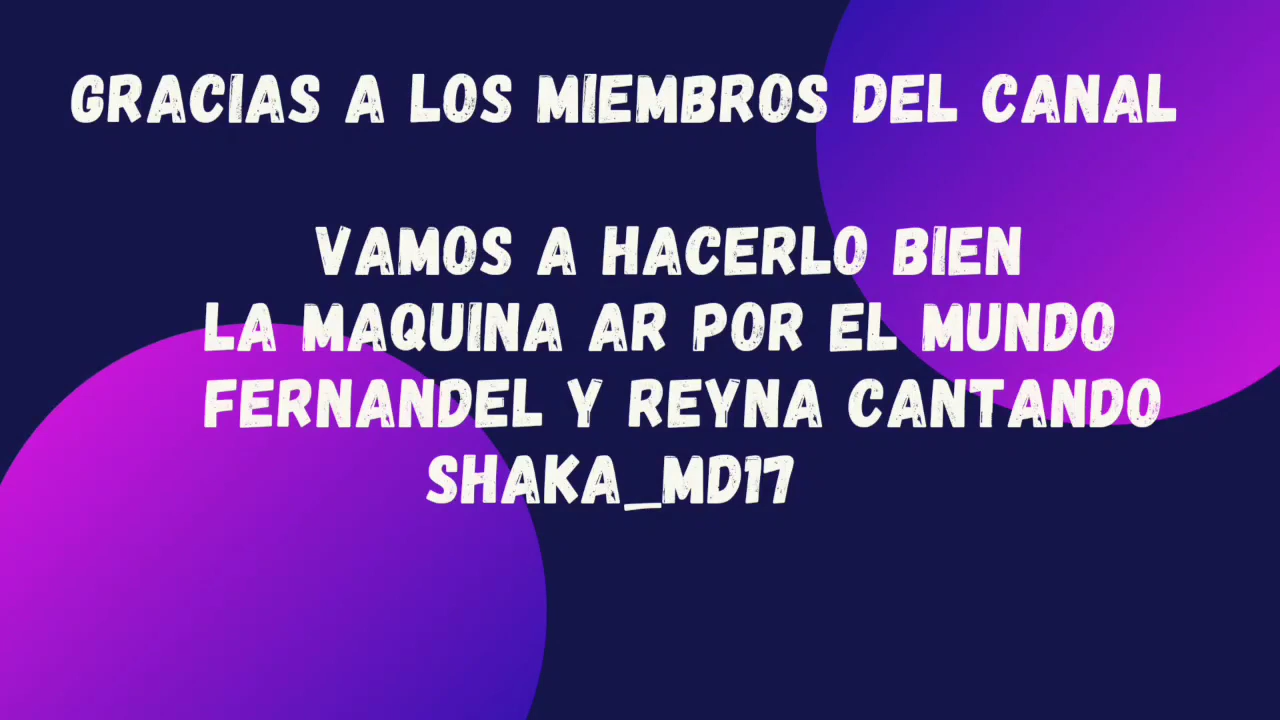 GRACIAS A LOS MIEMBROS DEL CANAL
VAMOS A HACERLO BIEN
LA MAQUINA AR POR EL MUNDO
FERNANDEL Y REYNA CANTANDO
SHAKA_MD17